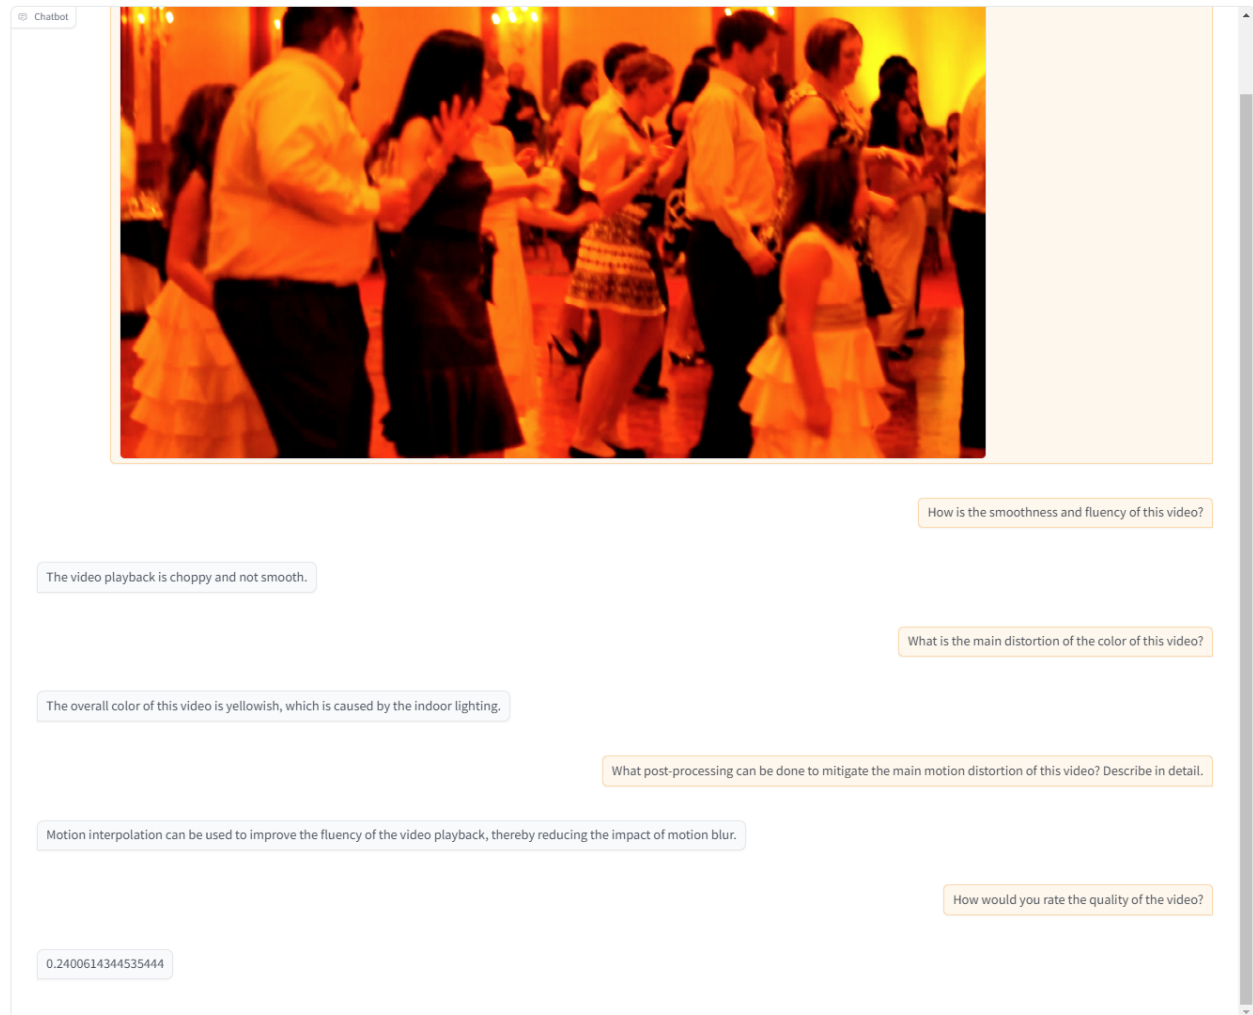 Chatbot
How is the smoothness and fluency of this video?
The video playback is choppy and not smooth.
What is the main distortion of the color of this video?
The overall color of this video is yellowish, which is caused by the indoor lighting.
What post-processing can be done to mitigate the main motion distortion of this video? Describe in detail.
Motion interpolation can be used to improve the fluency of the video playback, thereby reducing the impact of motion blur.
How would you rate the quality of the video?
0.2400614344535444